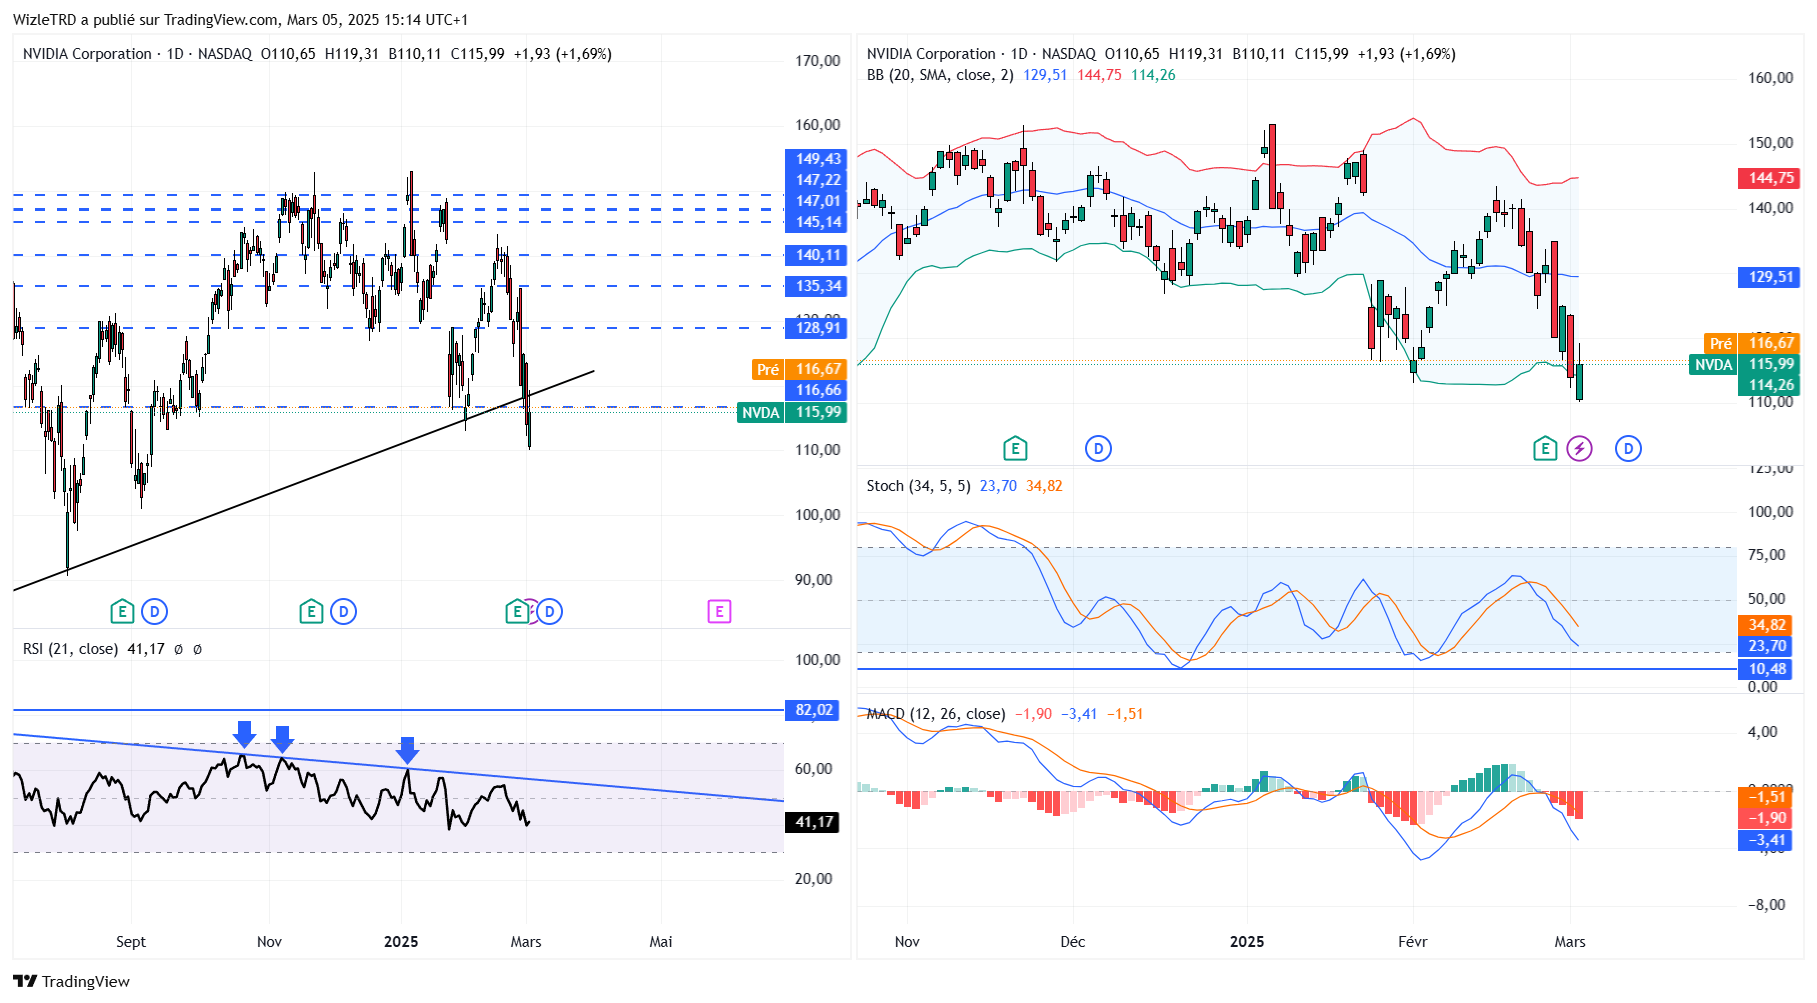 WizleTRD a publié sur TradingView.com, Mars 05, 2025 15:14 UTC+1
NVIDIA Corporation · 1D · NASDAQ O110,65 H119,31 B110,11 C115,99 +1,93 (+1,69%)
170,00
160,00
149,43
147,22
147,01
145,14
140,11
135,34
128,91
Pré 116,67
116,66
NVDA 115,99
110,00
100,00
90,00
E
D
E
D
E
D
E
RSI (21, close) 41,17 ø ø
100,00
82,02
60,00
41,17
20,00
Sept
Nov
2025
Mars
Mai
NVIDIA Corporation · 1D · NASDAQ O110,65 H119,31 B110,11 C115,99 +1,93 (+1,69%)
BB (20, SMA, close, 2) 129,51 144,75 114,26
160,00
150,00
144,75
140,00
129,51
Pré 116,67
NVDA 115,99
114,26
110,00
E
D
E
D
125,00
Stoch (34, 5, 5) 23,70 34,82
100,00
75,00
50,00
34,82
23,70
10,48
0,00
MACD (12, 26, close) −1,90 −3,41 −1,51
4,00
−1,51
−1,90
−3,41
−8,00
Nov
Déc
2025
Févr
Mars
TradingView